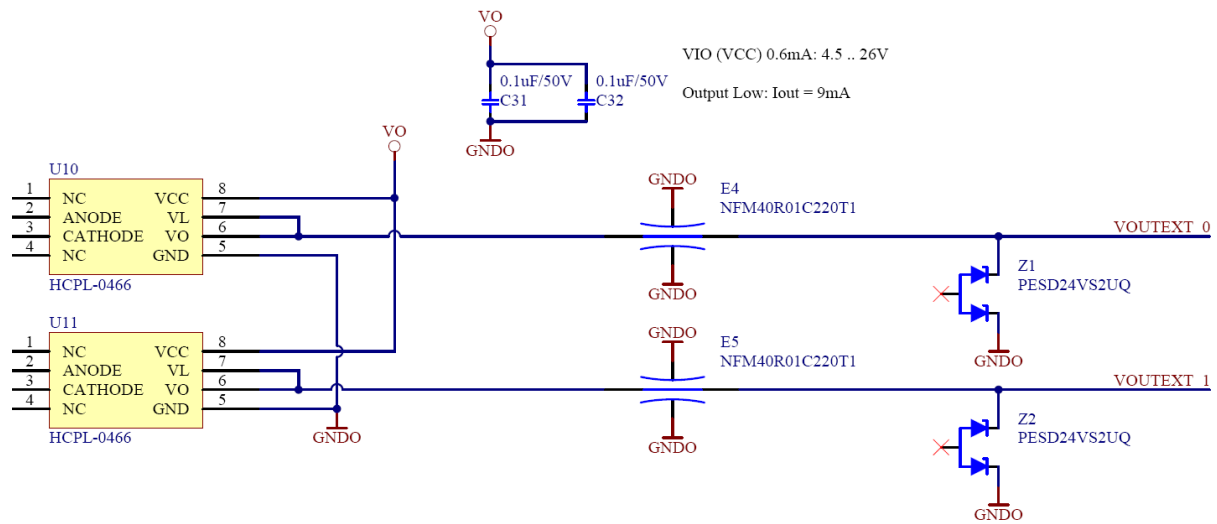 VO
VIO (VCC) 0.6mA: 4.5 .. 26V
0.1uF/50V 0.1uF/50V
C31 C32
Output Low: Iout = 9mA
VO
GNDO
U10
1 NC VCC 8
2 ANODE VL 7
3 CATHODE VO 6
4 NC GND 5
HCPL-0466
GNDO
E4
NFM40R01C220T1
GNDO
VOUTEXT_0
Z1
PESD24VS2UQ
GNDO
U11
1 NC VCC 8
2 ANODE VL 7
3 CATHODE VO 6
4 NC GND 5
HCPL-0466
GNDO
GNDO
E5
NFM40R01C220T1
GNDO
VOUTEXT_1
Z2
PESD24VS2UQ
GNDO